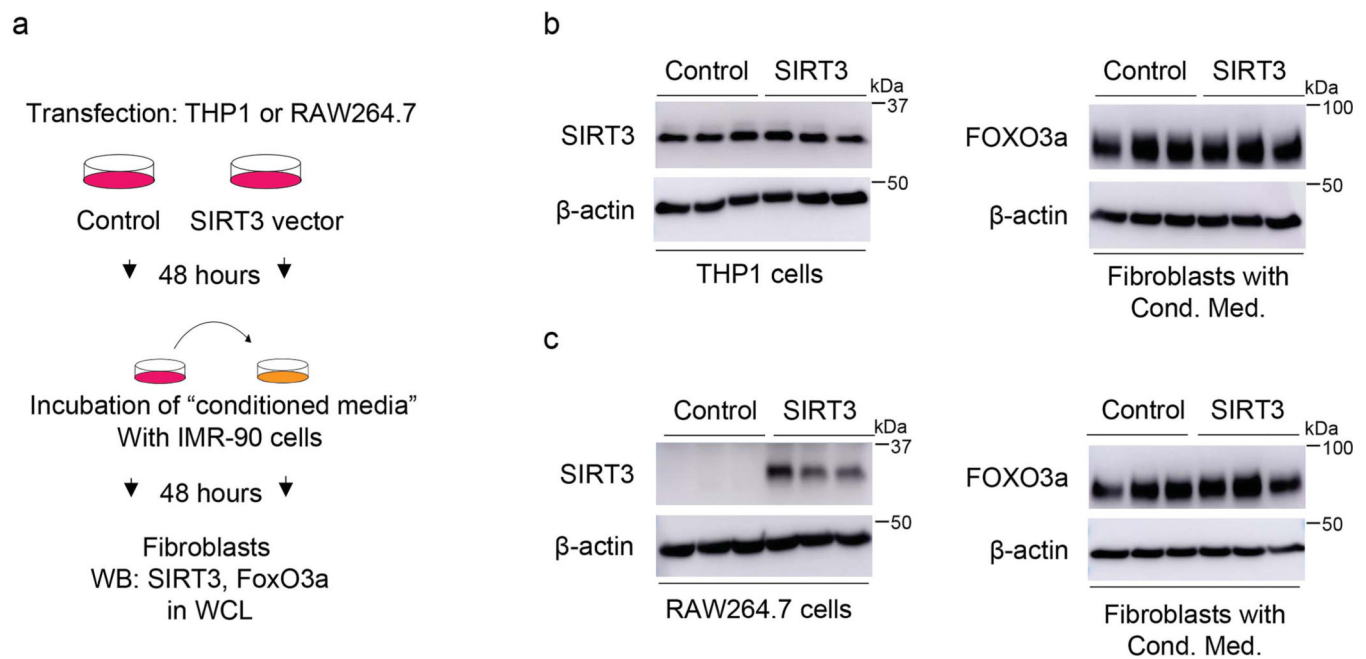 a
Transfection: THP1 or RAW264.7
Control SIRT3 vector
48 hours
Incubation of “conditioned media”
With IMR-90 cells
48 hours
Fibroblasts
WB: SIRT3, FoxO3a
in WCL
b
Control SIRT3
kDa
37
SIRT3
50
β-actin
THP1 cells
Control SIRT3
kDa
100
FOXO3a
50
β-actin
Fibroblasts with
Cond. Med.
c
Control SIRT3
kDa
37
SIRT3
50
β-actin
RAW264.7 cells
Control SIRT3
kDa
100
FOXO3a
50
β-actin
Fibroblasts with
Cond. Med.